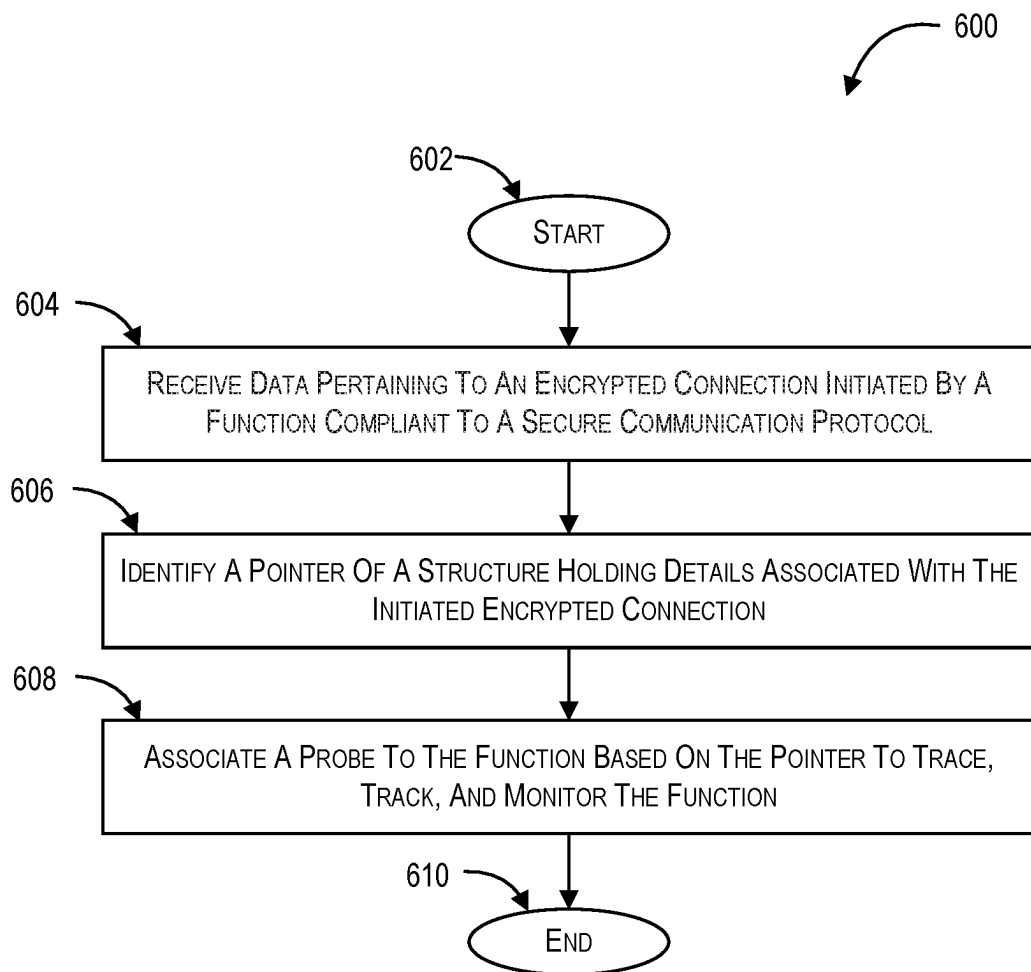 600
602
START
604
RECEIVE DATA PERTAINING TO AN ENCRYPTED CONNECTION INITIATED BY A
FUNCTION COMPLIANT TO A SECURE COMMUNICATION PROTOCOL
606
IDENTIFY A POINTER OF A STRUCTURE HOLDING DETAILS ASSOCIATED WITH THE
INITIATED ENCRYPTED CONNECTION
608
ASSOCIATE A PROBE TO THE FUNCTION BASED ON THE POINTER TO TRACE,
TRACK, AND MONITOR THE FUNCTION
610
END